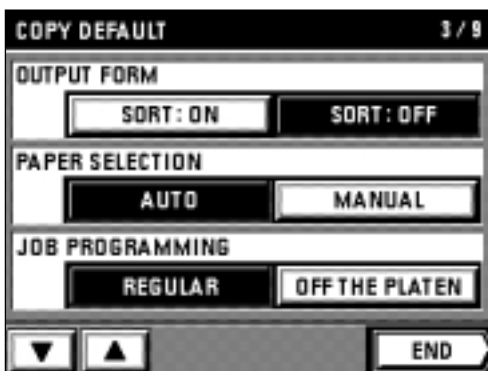 COPY DEFAULT 3/9
OUTPUT FORM
SORT: ON SORT: OFF
PAPER SELECTION
AUTO MANUAL
JOB PROGRAMMING
REGULAR OFF THE PLATEN
▼ ▲ END